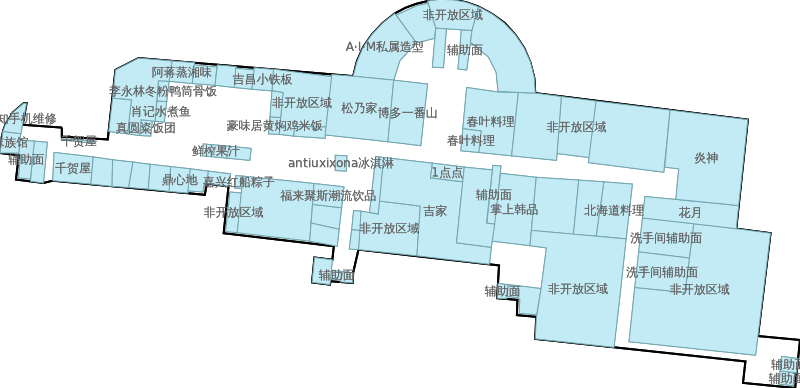 非开放区域
A·I·M私属造型
辅助面
阿蒋蒸湘味
吉昌小铁板
李永林冬粉鸭筒骨饭
非开放区域
松乃家
博多一番山
肖记水煮鱼
春叶料理
非开放区域
知手机维修
真圆粢饭团
豪味居黄焖鸡米饭
春叶料理
族馆
千货屋
鲜榨果汁
炎神
辅助面
千货屋
antiuxixona冰淇淋
1点点
鼎心地
嘉兴红船粽子
福来聚斯潮流饮品
辅助面
非开放区域
吉家
掌上韩品
北海道料理
花月
非开放区域
洗手间辅助面
辅助面
洗手间辅助面
辅助面
非开放区域
非开放区域
辅助面
辅助面